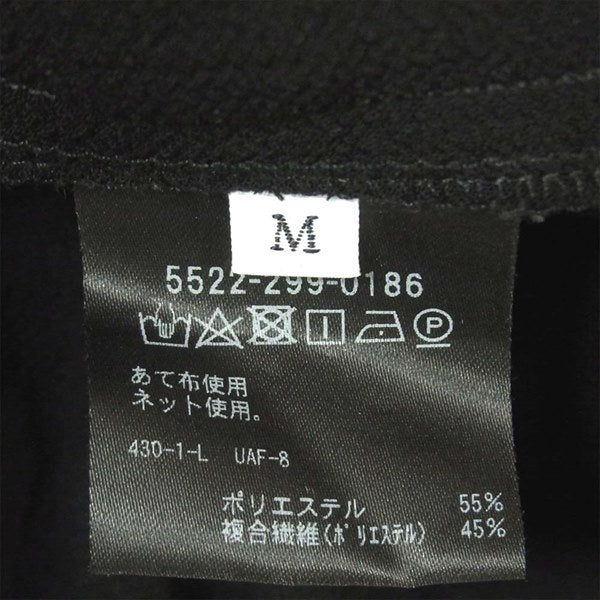 M
5522-299-0186
P
あて布使用
ネット使用。
430-1-L UAF-8
ポリエステル 55%
複合繊維(ポリエステル) 45%